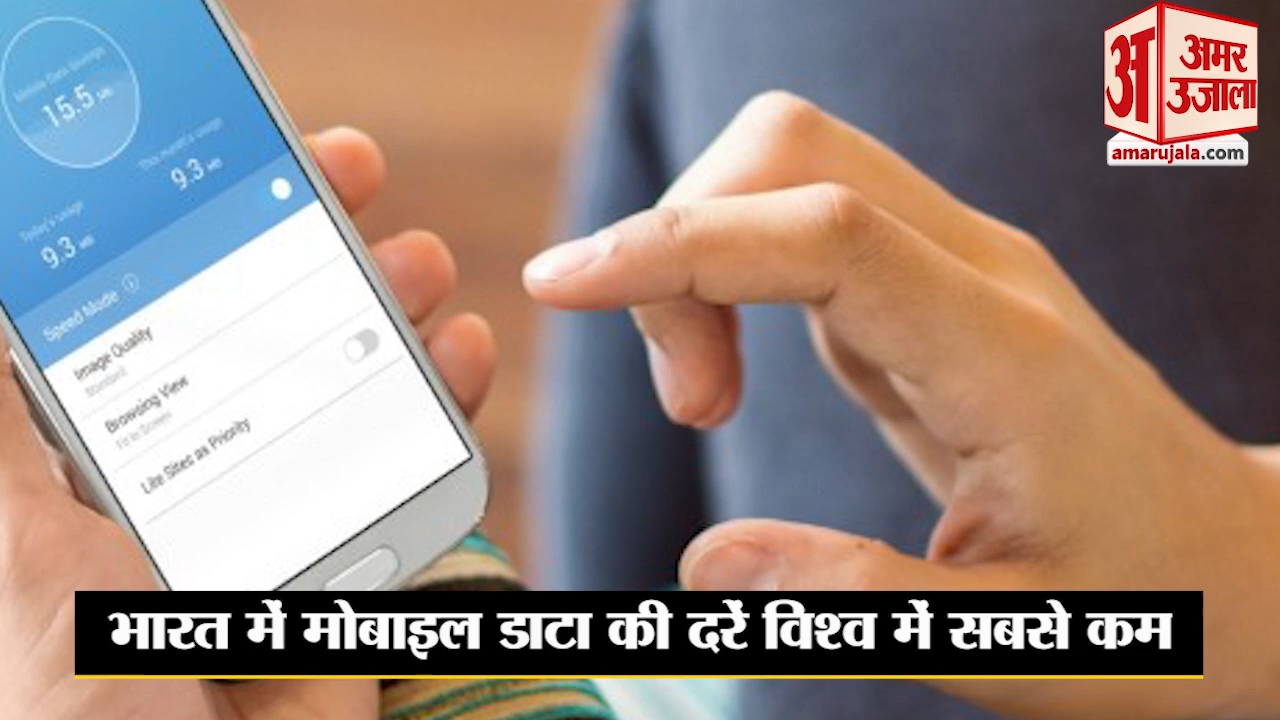 अ
अमर
उजाला
amarujala.com
Mobile Data Savings
15.5 MB
This month's usage
9.3 MB
Today's usage
9.3 MB
Speed Mode
Image Quality
Standard
Browsing View
Fit to Screen
Lite Sites as Priority
भारत में मोबाइल डाटा की दरें विश्व में सबसे कम